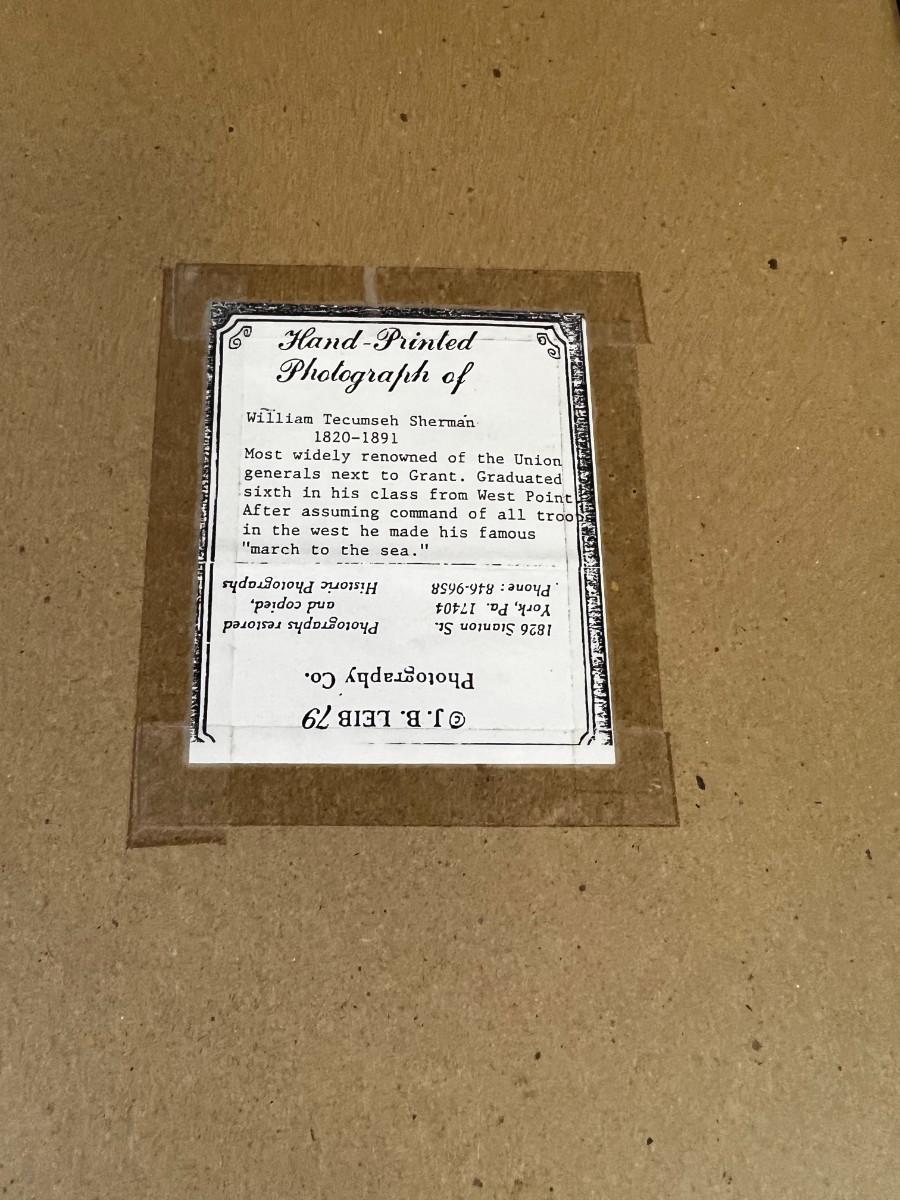 Hand-Printed
Photograph of
William Tecumseh Sherman
1820-1891
Most widely renowned of the Union
generals next to Grant. Graduated
sixth in his class from West Point
After assuming command of all troo
in the west he made his famous
"march to the sea."
© J. B. LEIB 79
Photography Co.
1826 Stanton St. Photographs restored
York, Pa. 17404 and copied,
Phone: 846-9658 Historic Photographs